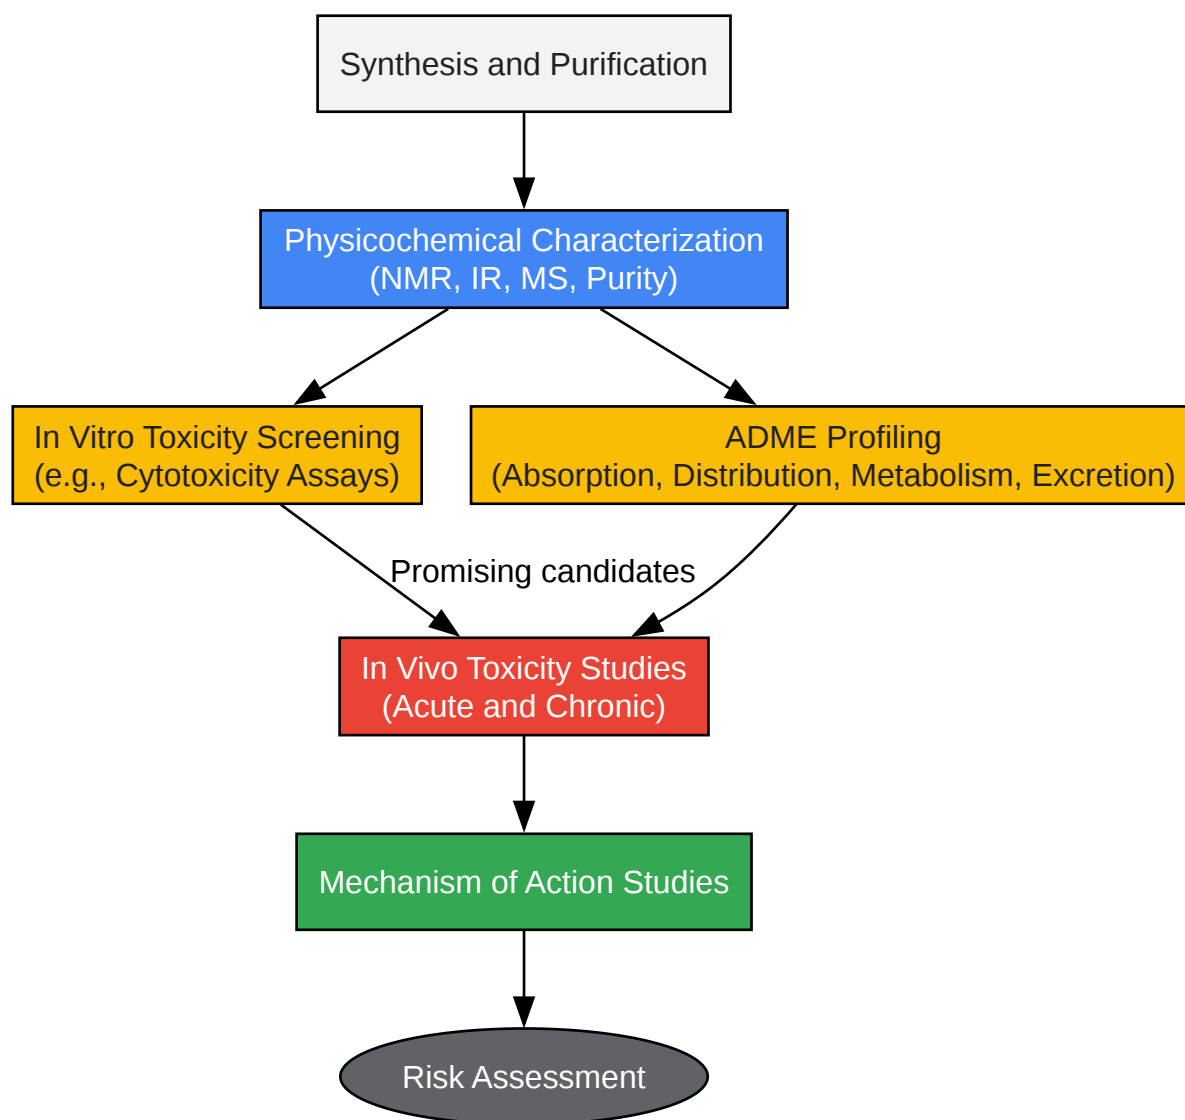 Synthesis and Purification
Physicochemical Characterization
(NMR, IR, MS, Purity)
In Vitro Toxicity Screening
(e.g., Cytotoxicity Assays)
ADME Profiling
(Absorption, Distribution, Metabolism, Excretion)
Promising candidates
In Vivo Toxicity Studies
(Acute and Chronic)
Mechanism of Action Studies
Risk Assessment